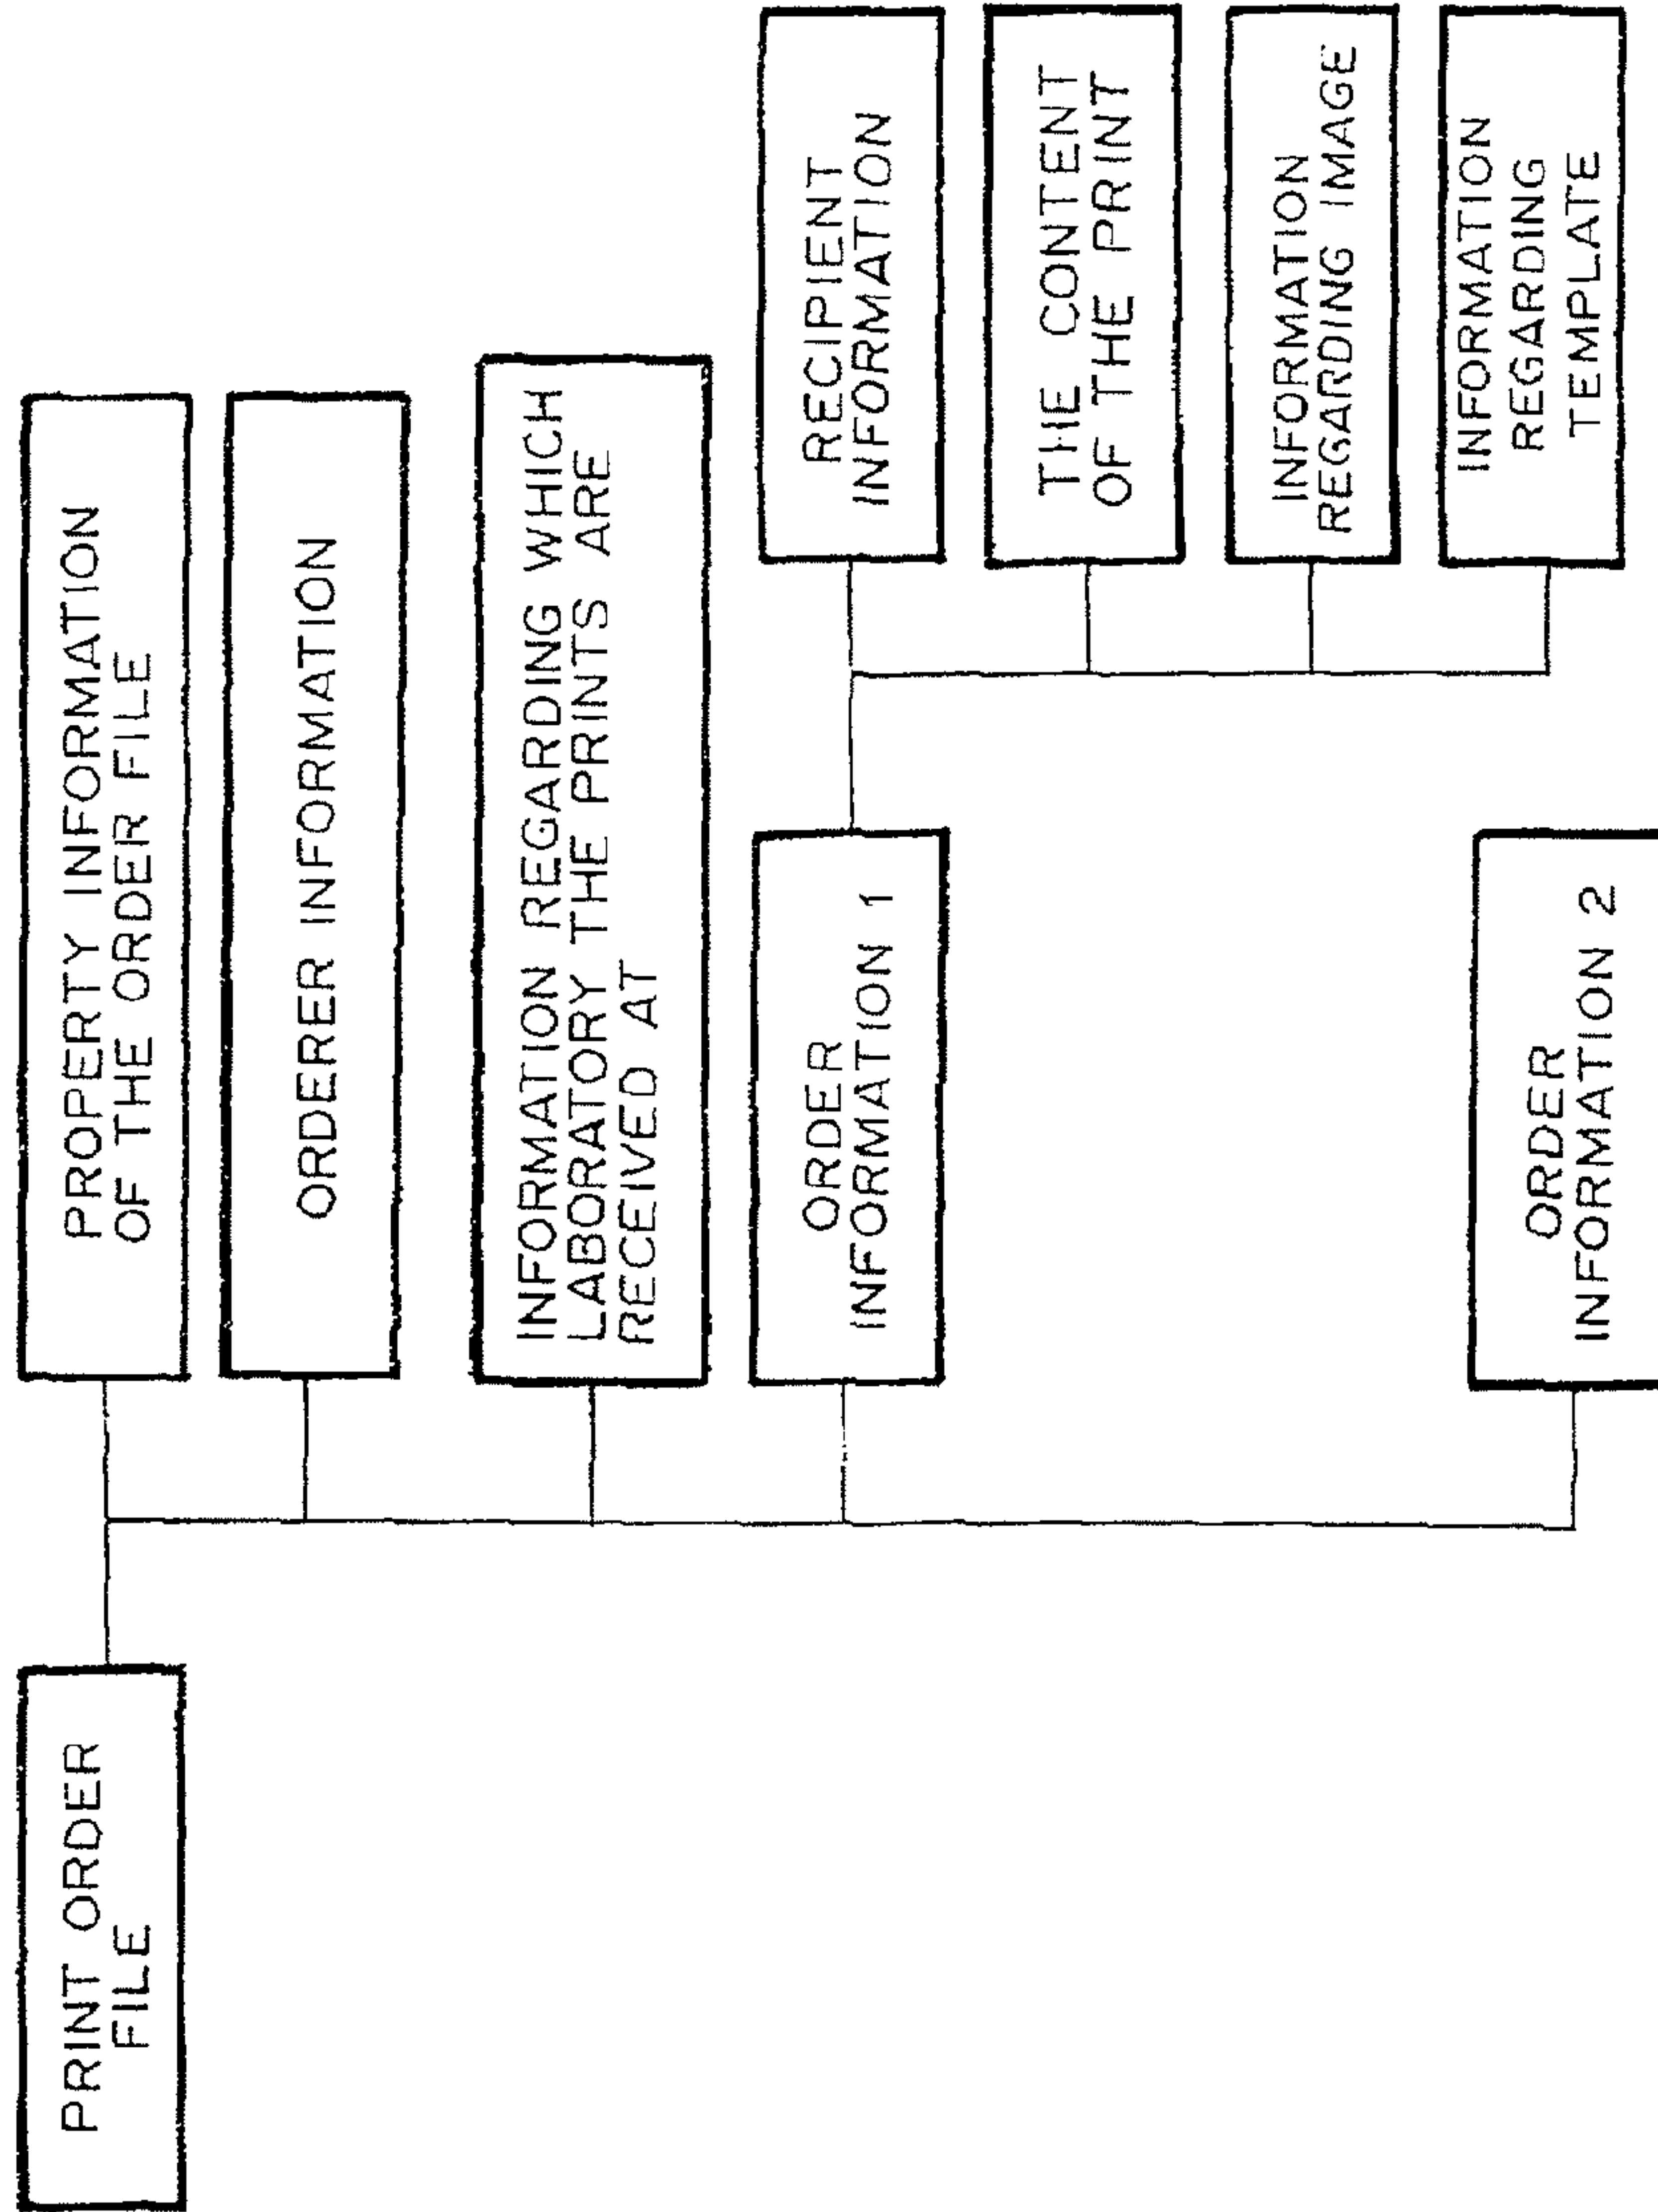 PRINT ORDER
FILE
PROPERTY INFORMATION
OF THE ORDER FILE
ORDERER INFORMATION
INFORMATION REGARDING WHICH
LABORATORY THE PRINTS ARE
RECEIVED AT
ORDER
INFORMATION 1
RECIPIENT
INFORMATION
THE CONTENT
OF THE PRINT
INFORMATION
REGARDING IMAGE
INFORMATION
REGARDING
TEMPLATE
ORDER
INFORMATION 2